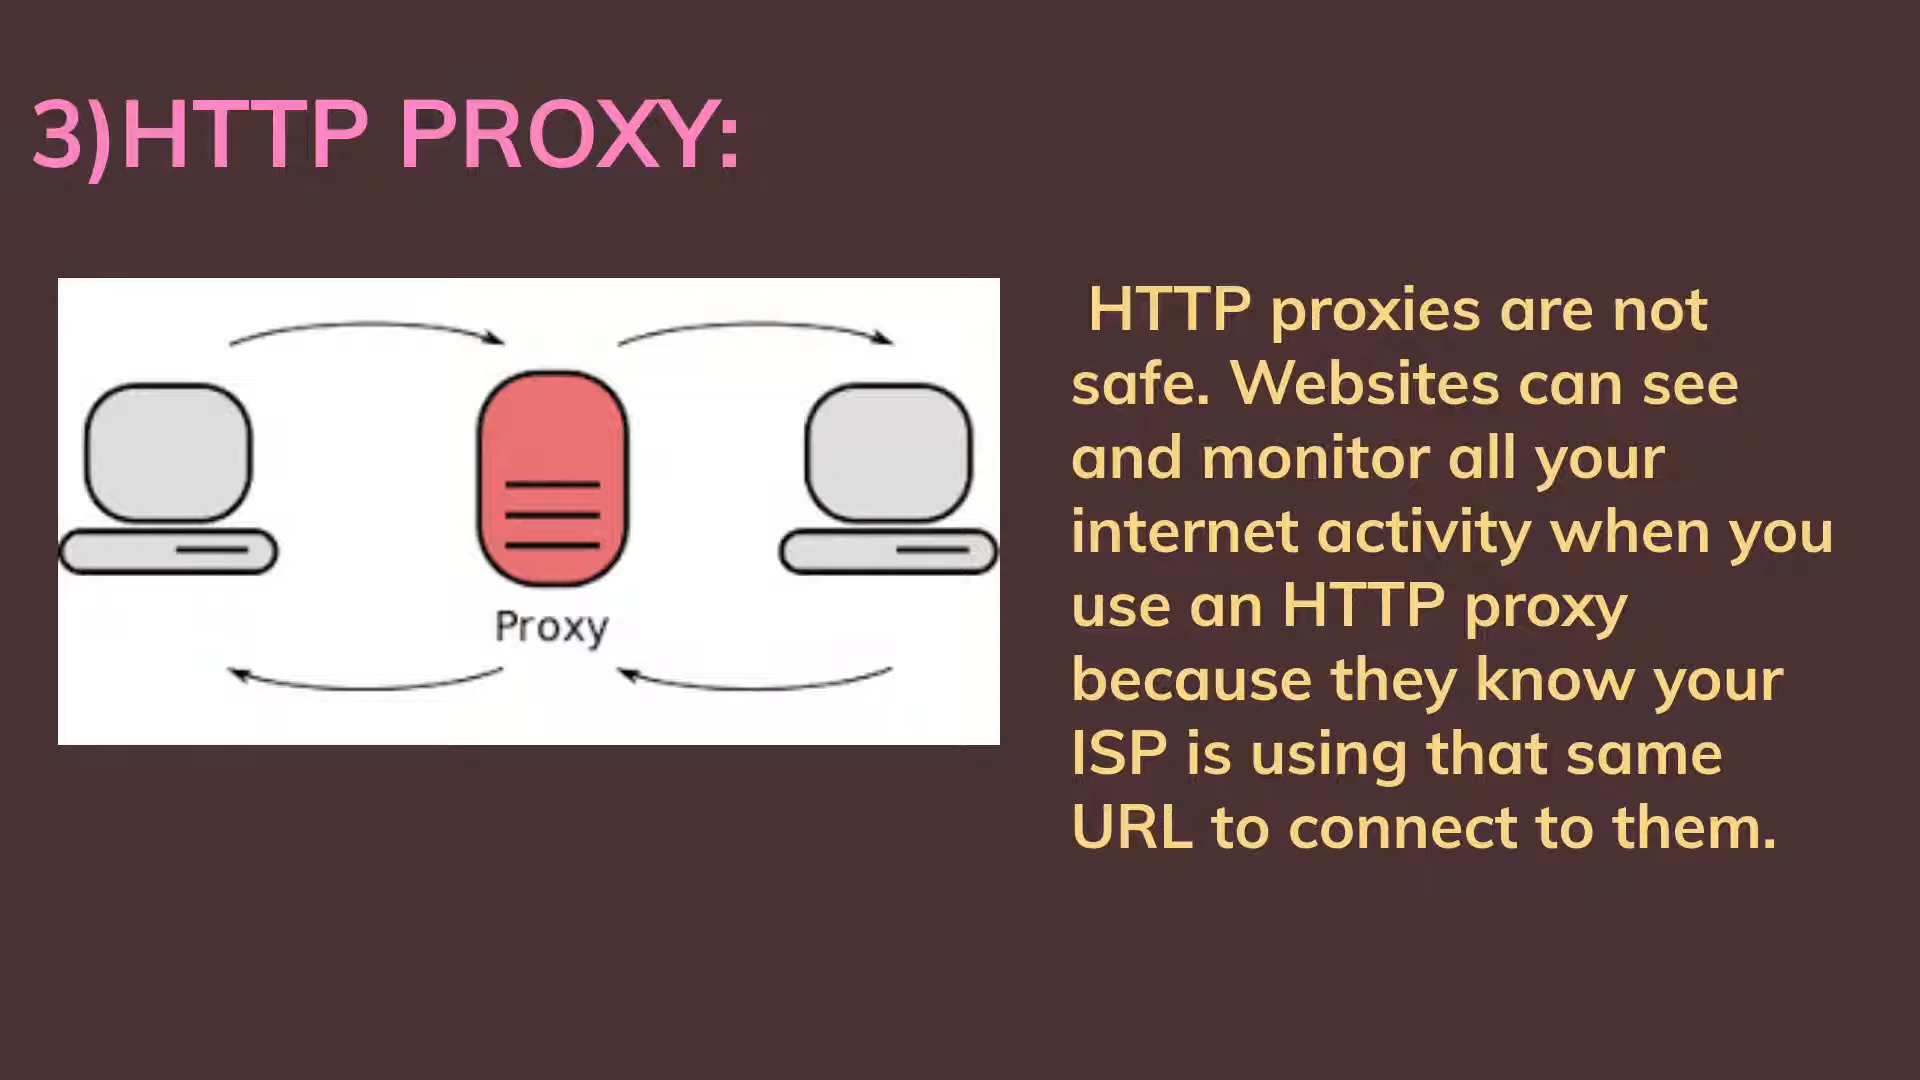 3)HTTP PROXY:
Proxy
HTTP proxies are not
safe. Websites can see
and monitor all your
internet activity when you
use an HTTP proxy
because they know your
ISP is using that same
URL to connect to them.